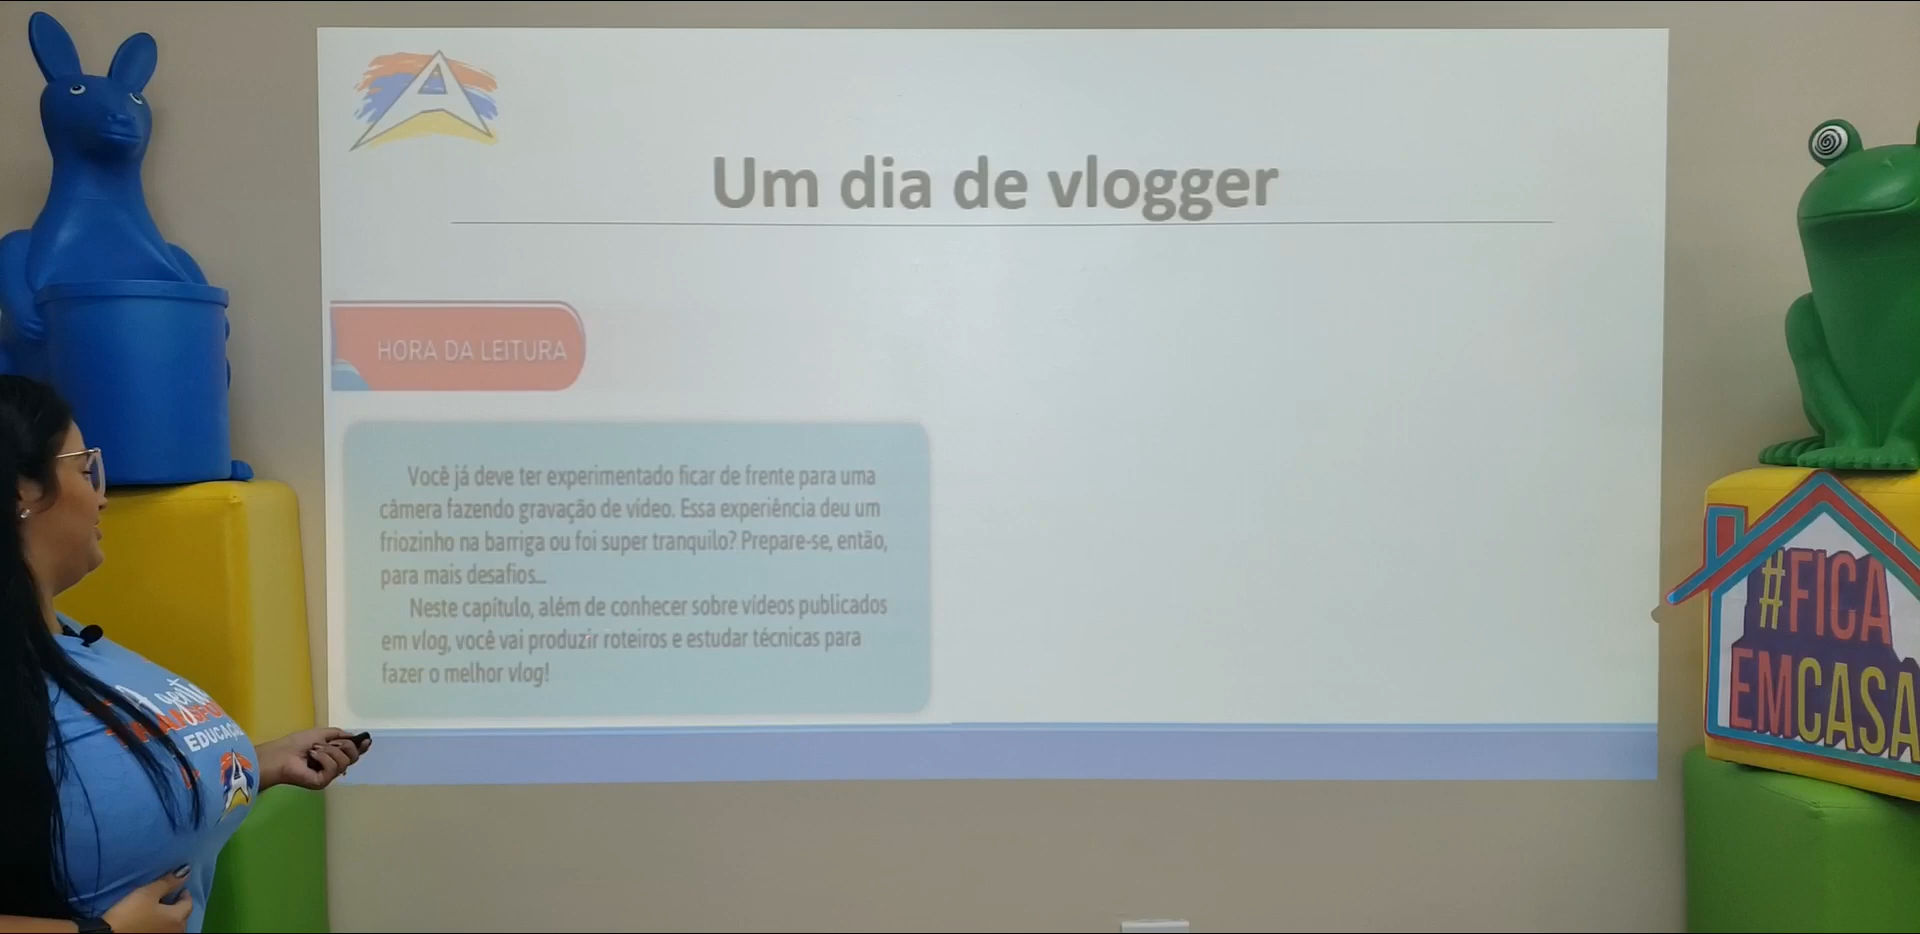 Um dia de vlogger
HORA DA LEITURA
Você já deve ter experimentado ficar de frente para uma
câmera fazendo gravação de vídeo. Essa experiência deu um
friozinho na barriga ou foi super tranquilo? Prepare-se, então,
para mais desafios...
Neste capítulo, além de conhecer sobre vídeos publicados
em vlog, você vai produzir roteiros e estudar técnicas para
fazer o melhor vlog!
#FICA
EMCASA